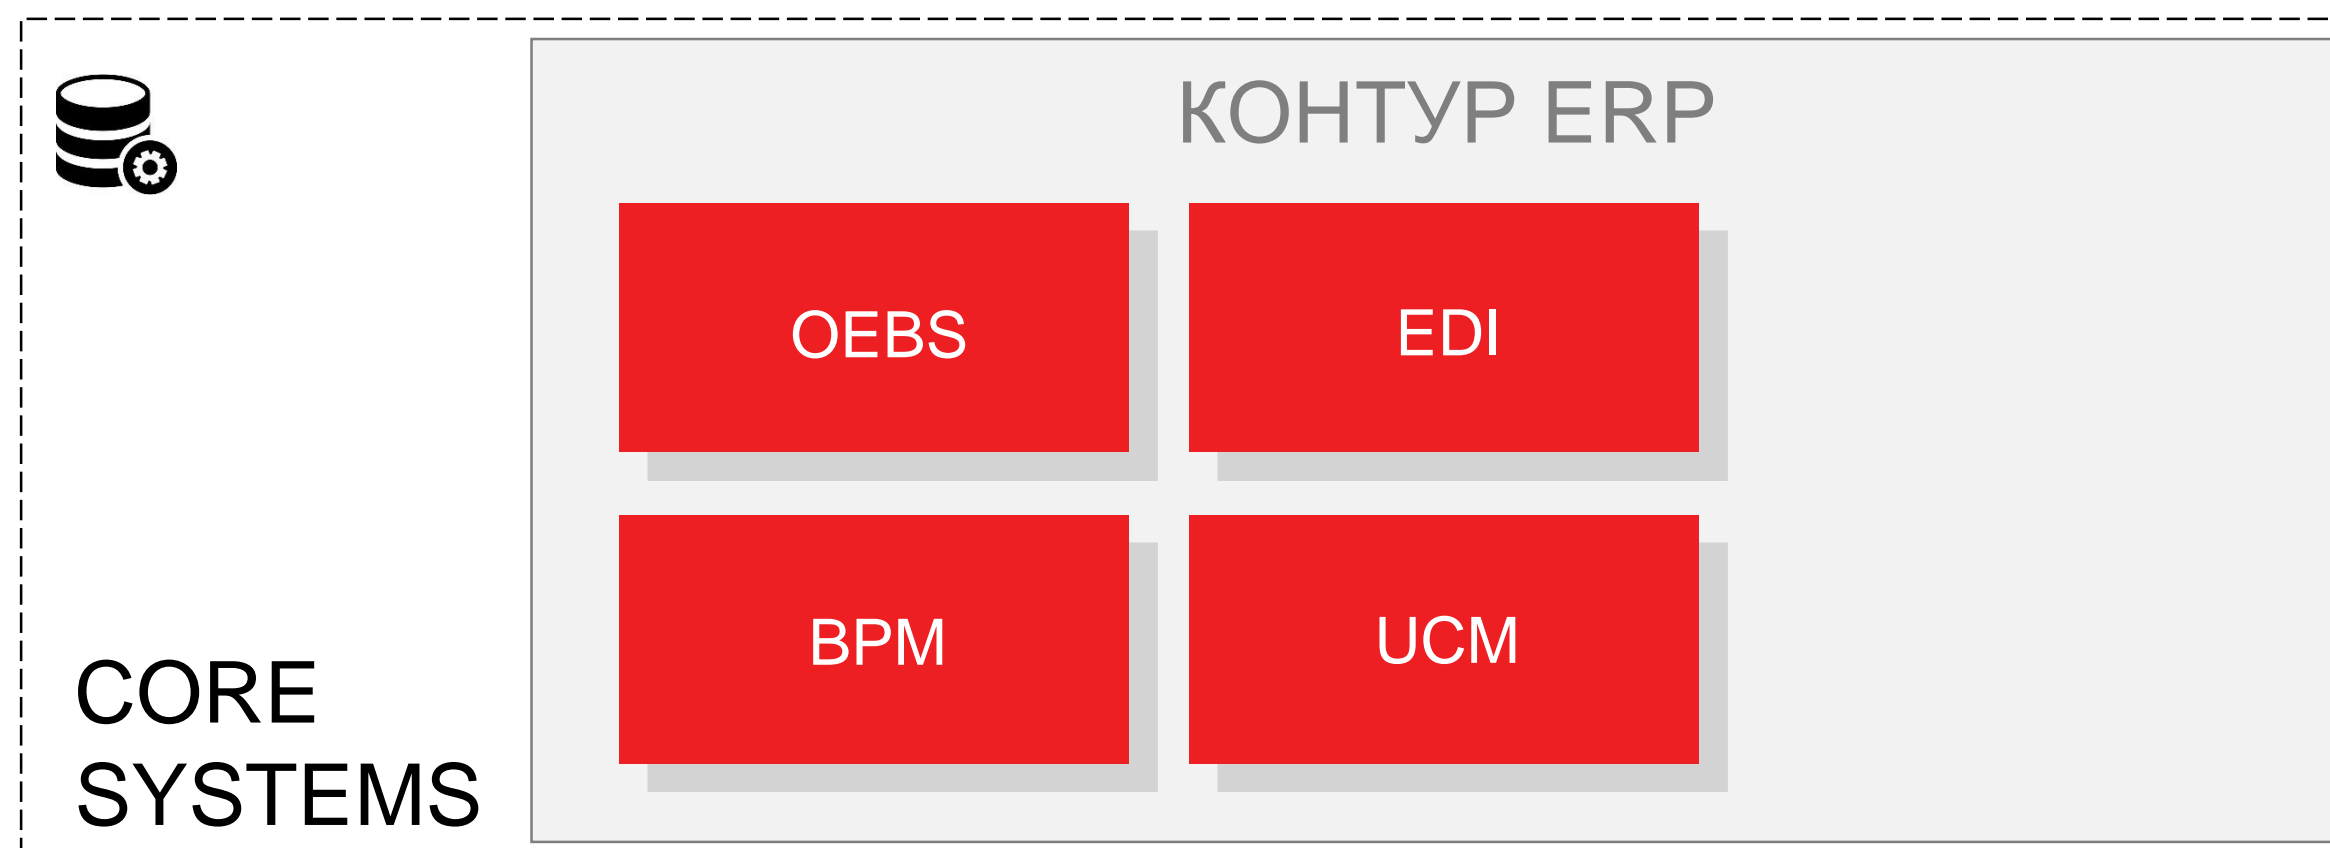 КОНТУР ERP
OEBS
EDI
BPM
UCM
CORE
SYSTEMS